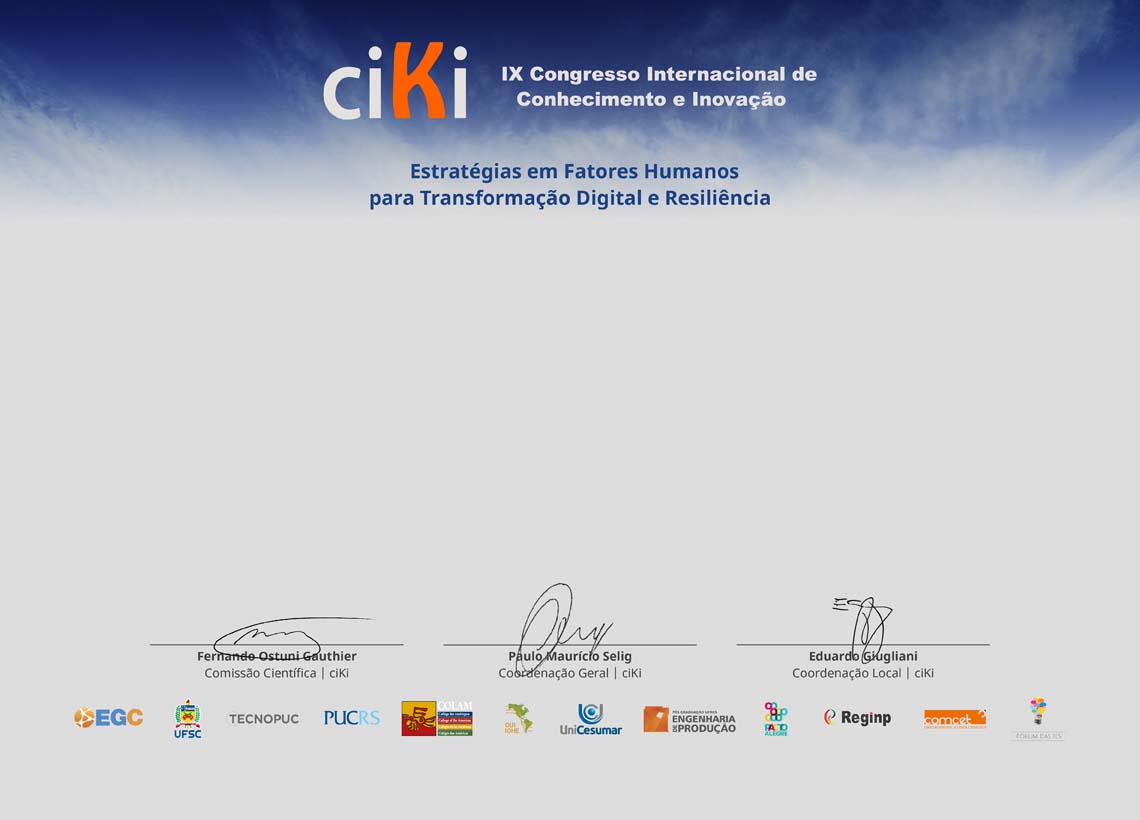 ciKi
IX Congresso Internacional de
Conhecimento e Inovação
Estratégias em Fatores Humanos
para Transformação Digital e Resiliência
Fernando Ostuni Gauthier
Comissão Científica | ciKi
Paulo Maurício Selig
Coordenação Geral | ciKi
Eduardo Giugliani
Coordenação Local | ciKi
EGC
UFSC
TECNOPUC
PUCRS
COLAM
OUI
IOHE
UniCesumar
PÓS-GRADUAÇÃO UFRGS
ENGENHARIA
DE PRODUÇÃO
PACTO
ALEGRE
Reginp
comcet
FÓRUM DAS ICS